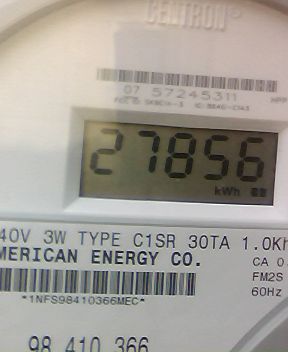 CENTRON®
07 57245311
27856
kWh
40V 3W TYPE C1SR 30TA 1.0Kh
MERICAN ENERGY CO.
CA 0.
FM2S
60Hz
*1NFS98410366MEC*
98 410 366